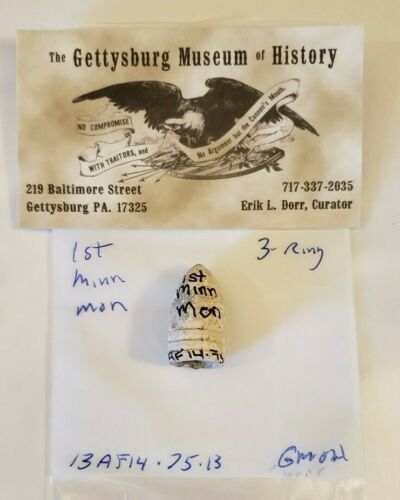 The Gettysburg Museum of History
NO COMPROMISE
WITH TRAITORS, and
No Argument but the Cannon's Mouth.
219 Baltimore Street
Gettysburg PA. 17325
717-337-2035
Erik L. Dorr, Curator
1st
Minn
mon
3-Ring
1st
minn
mon
AF14.75
13AF14.75.13